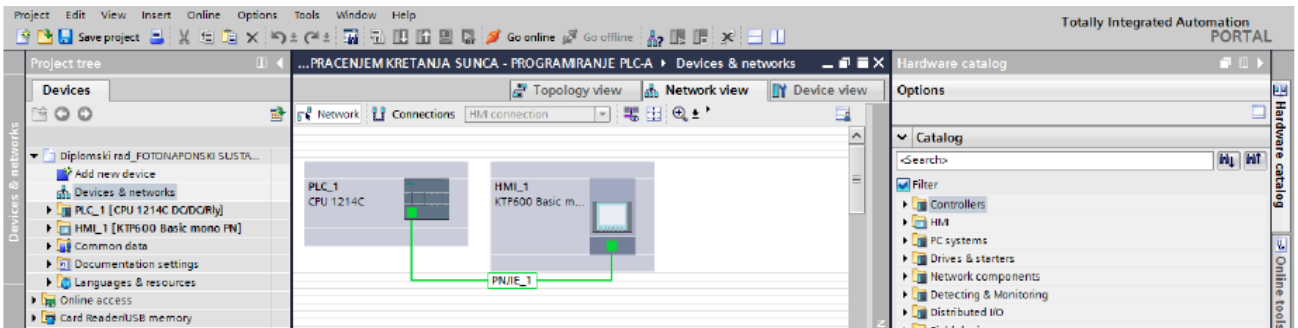 Project Edit View Insert Online Options Tools Window Help
Totally Integrated Automation
PORTAL
Save project
Go online
Go offline
Project tree
...PRACENJEM KRETANJA SUNCA - PROGRAMIRANJE PLC-A Devices & networks
Hardware catalog
Devices
Topology view
Network view
Device view
Options
Network
Connections
HMI connection
Catalog
<Search>
Filter
Diplomski rad_FOTONAPONSKI SUSTA...
Add new device
Devices & networks
PLC_1 [CPU 1214C DC/DC/Rly]
HMI_1 [KTP600 Basic mono PN]
Common data
Documentation settings
Languages & resources
Online access
Card Reader/USB memory
PLC_1
CPU 1214C
HMI_1
KTP600 Basic m...
PN/IE_1
Controllers
HMI
PC systems
Drives & starters
Network components
Detecting & Monitoring
Distributed I/O
Devices & networks
Hardware catalog
Online tools